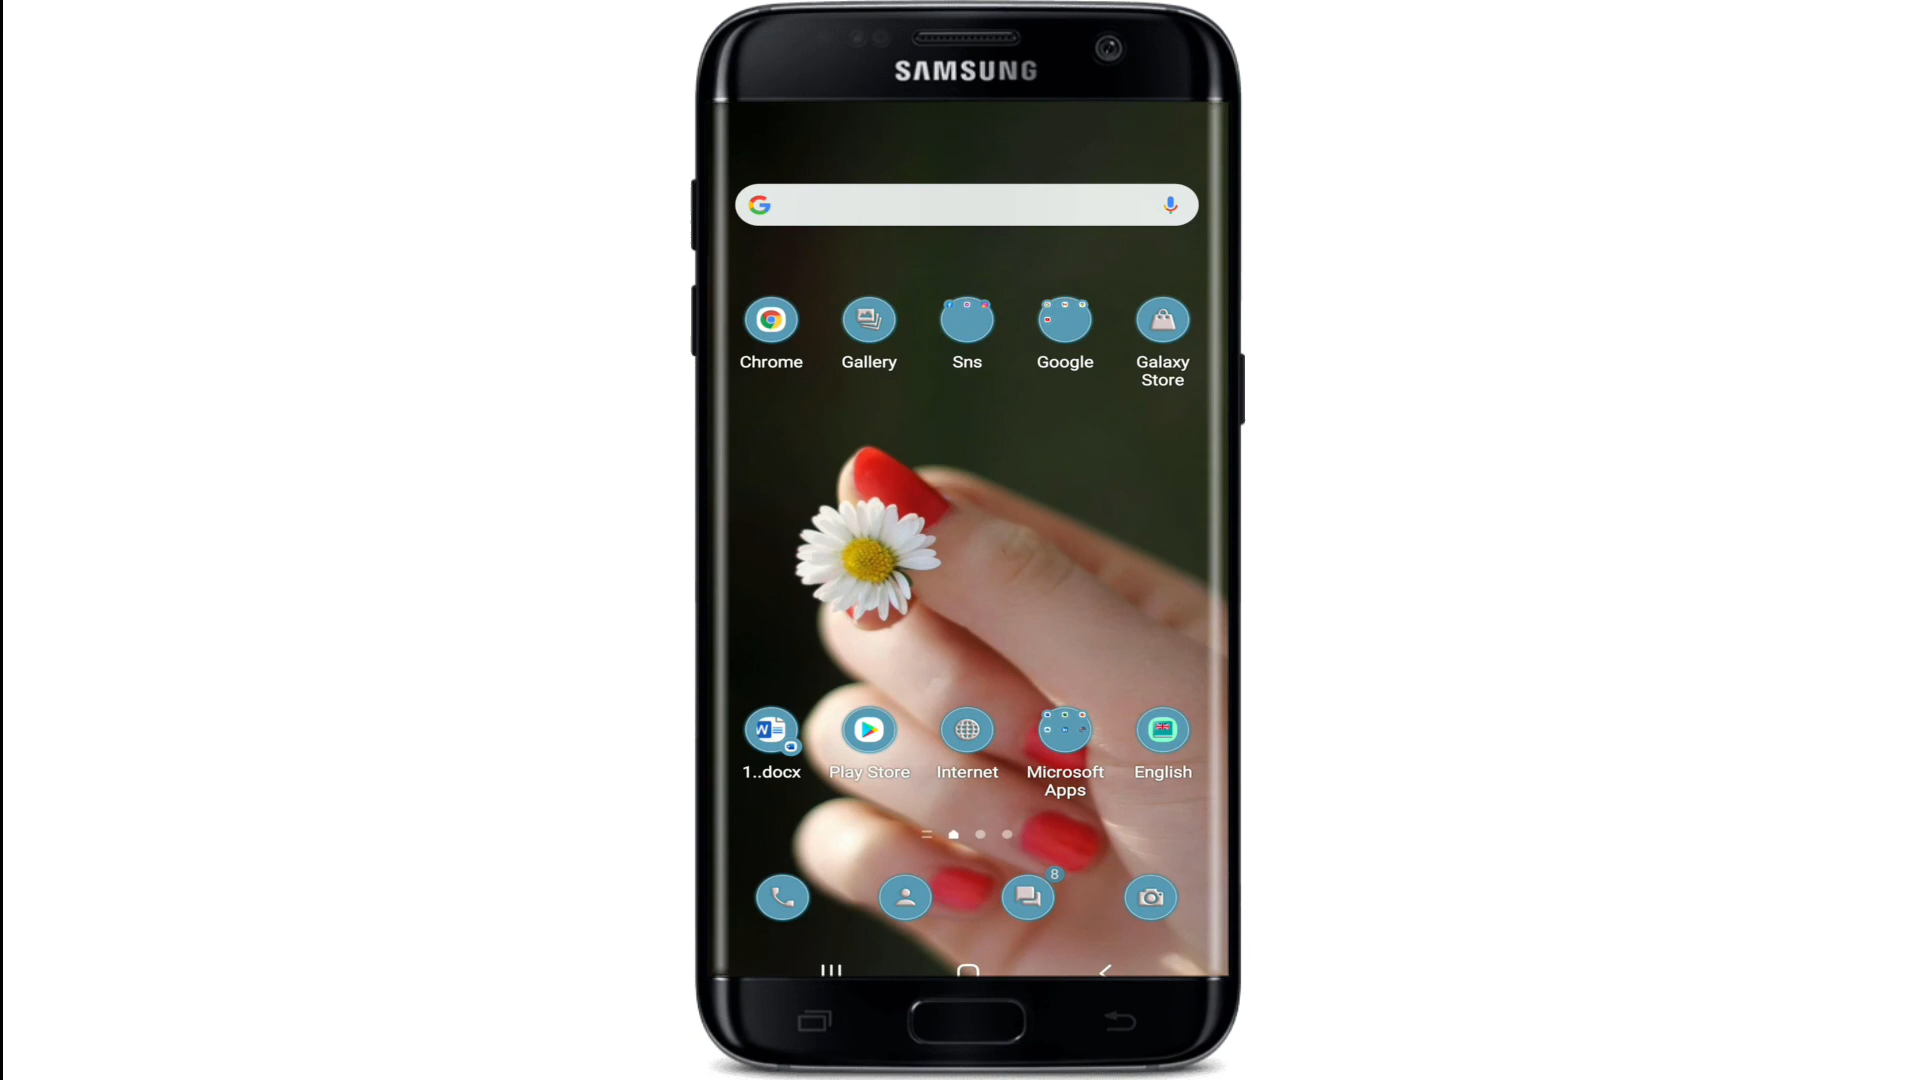 SAMSUNG
Chrome Gallery Sns Google Galaxy Store
1..docx Play Store Internet Microsoft Apps English
8